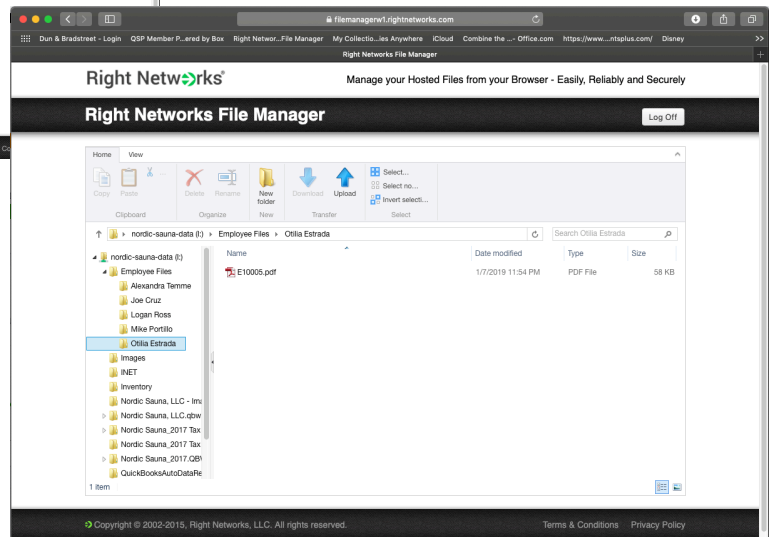 filemanagerw1.rightnetworks.com
Dun & Bradstreet - Login QSP Member P...ered by Box Right Networ...File Manager My Collectio...ies Anywhere iCloud Combine the ...- Office.com https://www....ntsplus.com/ Disney >>
Right Networks File Manager +
Right Networks® Manage your Hosted Files from your Browser - Easily, Reliably and Securely
Right Networks File Manager Log Off
Co
Home View
Copy Paste ... Delete Rename New folder Download Upload Select...
Select no...
Invert selecti...
Clipboard Organize New Transfer Select
nordic-sauna-data (I:) Employee Files Otilia Estrada Search Otilia Estrada
Name Date modified Type Size
nordic-sauna-data (I:)
E10005.pdf 1/7/2019 11:54 PM PDF File 58 KB
Employee Files
Alexandra Temme
Joe Cruz
Logan Ross
Mike Portillo
Otilia Estrada
Images
INET
Inventory
Nordic Sauna, LLC - Ima
Nordic Sauna, LLC.qbw
Nordic Sauna_2017 Tax
Nordic Sauna_2017 Tax
Nordic Sauna_2017.QBW
QuickBooksAutoDataRe
1 item
Copyright © 2002-2015, Right Networks, LLC. All rights reserved. Terms & Conditions Privacy Policy